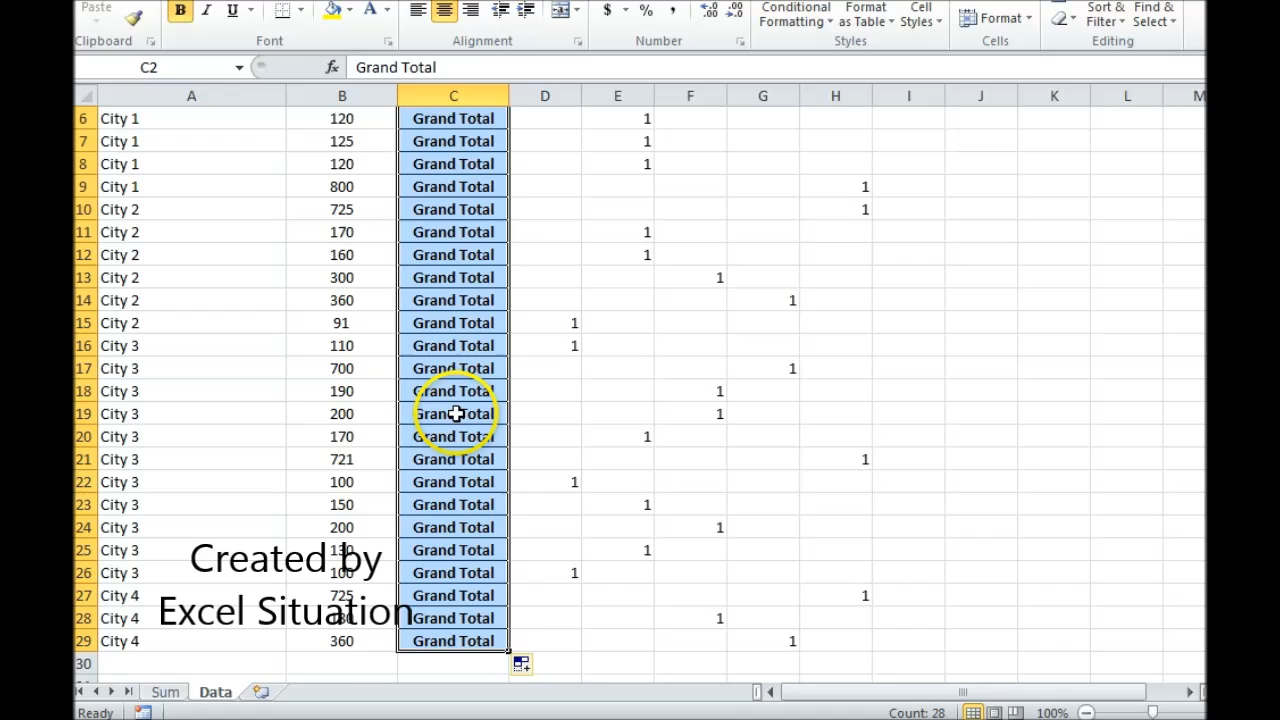 Paste
B I U A $ % , .00 .0
Conditional Formatting Format as Table Cell Styles
Format
Sort & Filter Find & Select
Clipboard Font Alignment Number Styles Cells Editing
C2 fx Grand Total
A B C D E F G H I J K L M
6 City 1 120 Grand Total 1
7 City 1 125 Grand Total 1
8 City 1 120 Grand Total 1
9 City 1 800 Grand Total 1
10 City 2 725 Grand Total 1
11 City 2 170 Grand Total 1
12 City 2 160 Grand Total 1
13 City 2 300 Grand Total 1
14 City 2 360 Grand Total 1
15 City 2 91 Grand Total 1
16 City 3 110 Grand Total 1
17 City 3 700 Grand Total 1
18 City 3 190 Grand Total 1
19 City 3 200 Grand Total 1
20 City 3 170 Grand Total 1
21 City 3 721 Grand Total 1
22 City 3 100 Grand Total 1
23 City 3 150 Grand Total 1
24 City 3 200 Grand Total 1
25 City 3 130 Grand Total 1
26 City 3 100 Grand Total 1
27 City 4 725 Grand Total 1
28 City 4 Grand Total 1
29 City 4 360 Grand Total 1
30
Created by
Excel Situation
Sum Data
Ready Count: 28 100%